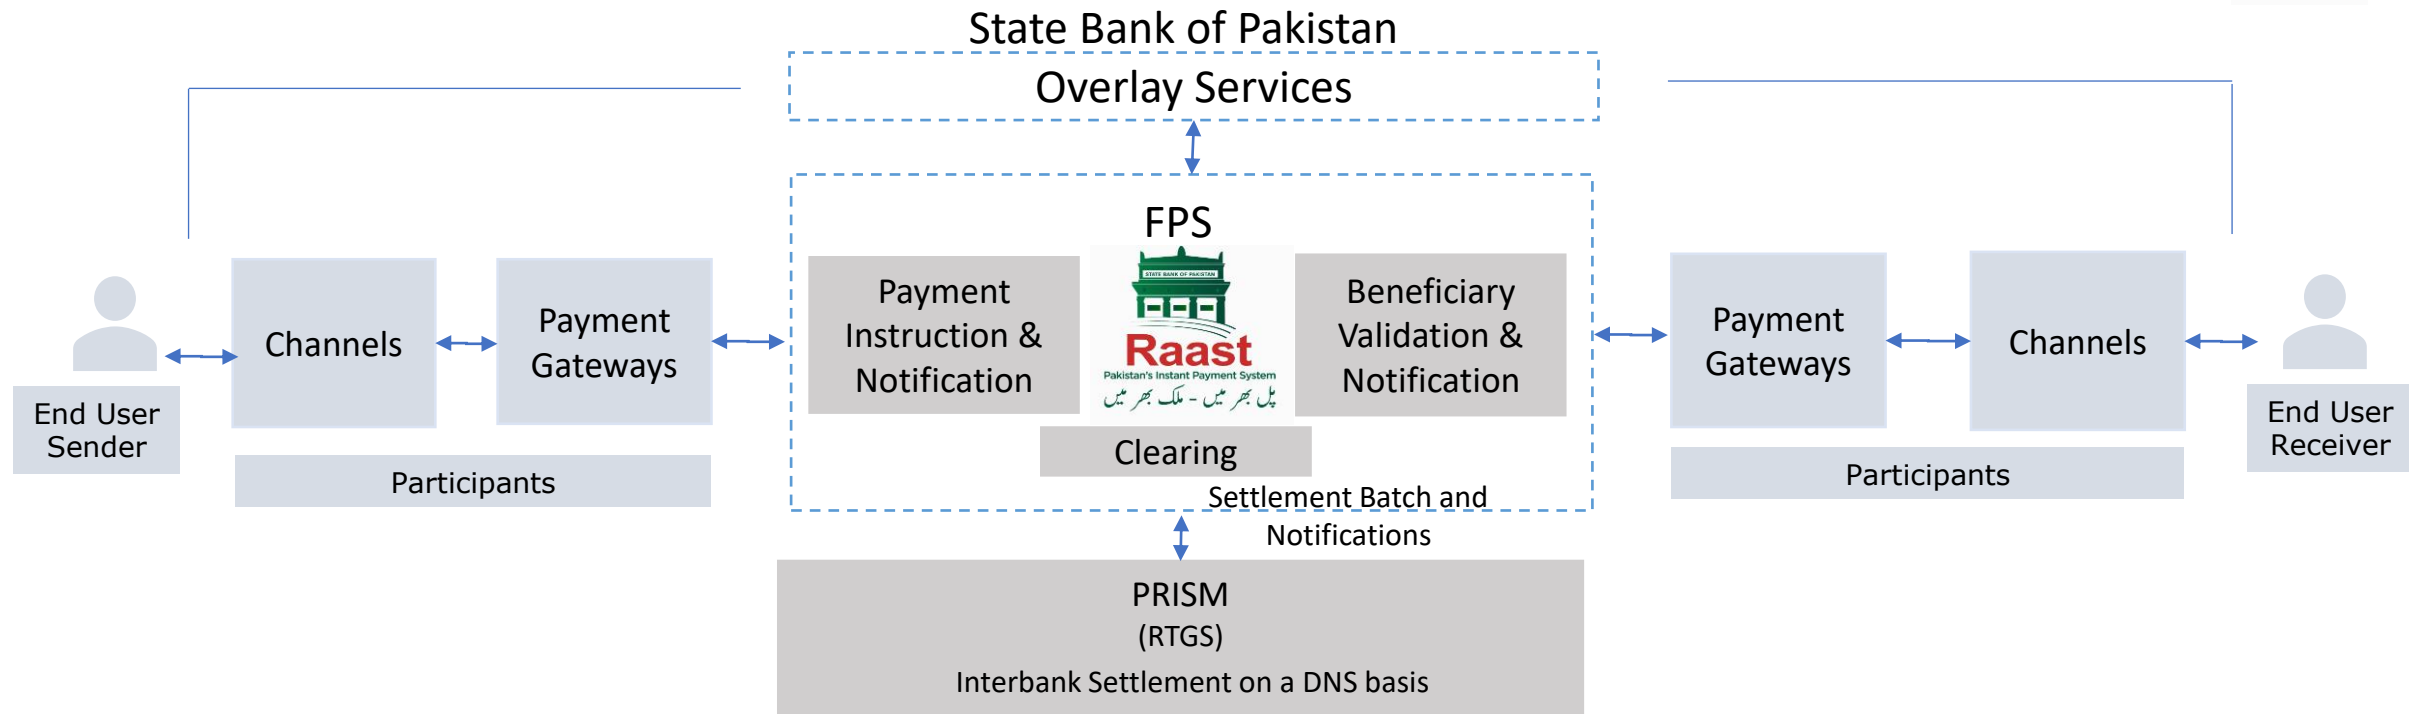 State Bank of Pakistan
Overlay Services
FPS
Payment
Instruction &
Notification
STATE BANK OF PAKISTAN
Raast
Pakistan's Instant Payment System
پل بھر میں - ملک بھر میں
Beneficiary
Validation &
Notification
Clearing
Settlement Batch and
Notifications
PRISM
(RTGS)
Interbank Settlement on a DNS basis
End User
Sender
Channels
Payment
Gateways
Participants
Payment
Gateways
Channels
Participants
End User
Receiver